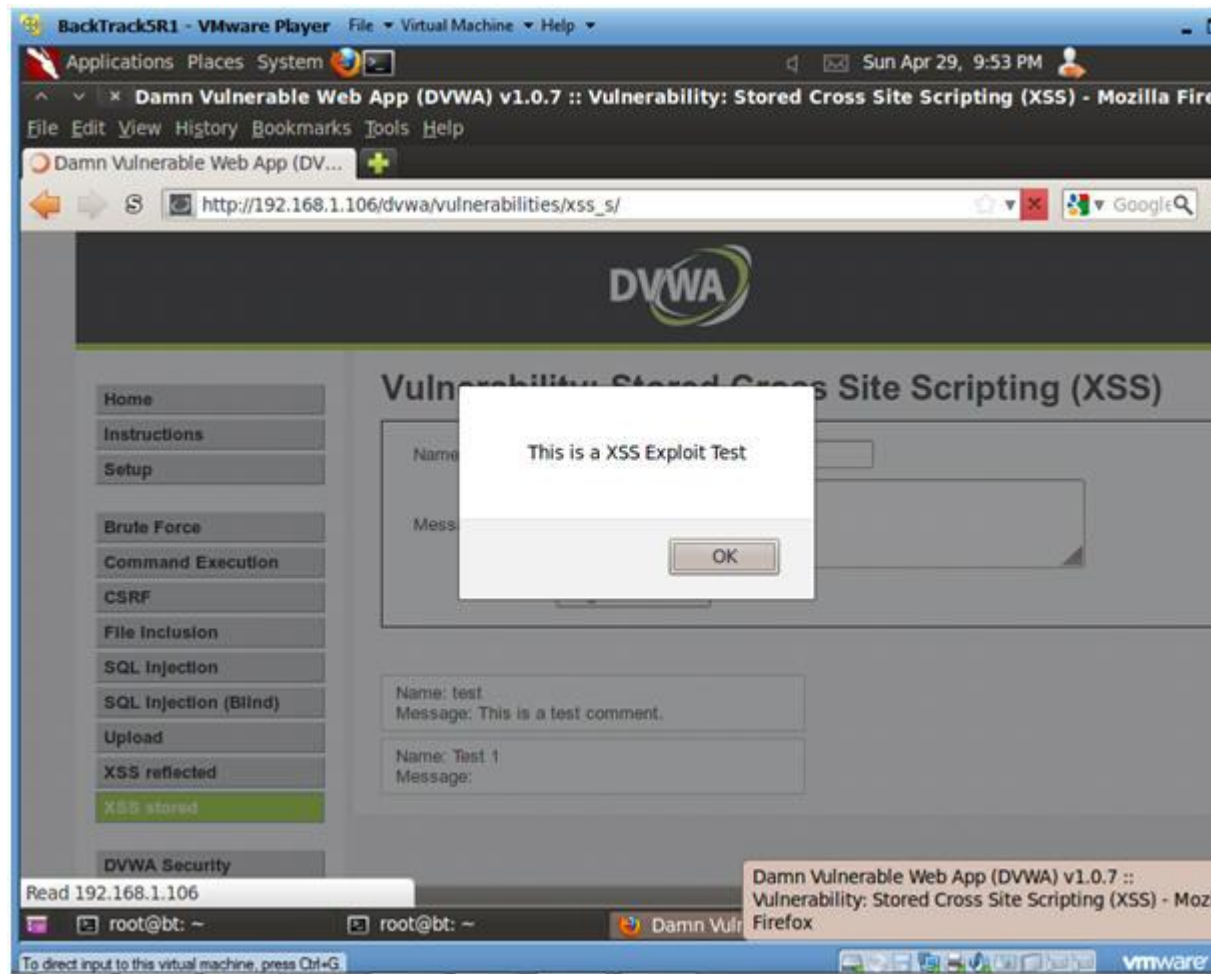 BackTrack5R1 - VMware Player File Virtual Machine Help
Applications Places System Sun Apr 29, 9:53 PM
Damn Vulnerable Web App (DVWA) v1.0.7 :: Vulnerability: Stored Cross Site Scripting (XSS) - Mozilla Fire
File Edit View History Bookmarks Tools Help
Damn Vulnerable Web App (DV...
http://192.168.1.106/dvwa/vulnerabilities/xss_s/ Google
DVWA
Vulnerability: Stored Cross Site Scripting (XSS)
Home
Instructions
Setup
Brute Force
Command Execution
CSRF
File Inclusion
SQL Injection
SQL Injection (Blind)
Upload
XSS reflected
XSS stored
DVWA Security
Name
Mess
This is a XSS Exploit Test
OK
Name: test
Message: This is a test comment.
Name: Test 1
Message:
Read 192.168.1.106
Damn Vulnerable Web App (DVWA) v1.0.7 ::
Vulnerability: Stored Cross Site Scripting (XSS) - Moz
Firefox
root@bt: ~ root@bt: ~ Damn Vuln
To direct input to this virtual machine, press Ctrl+G.
vmware